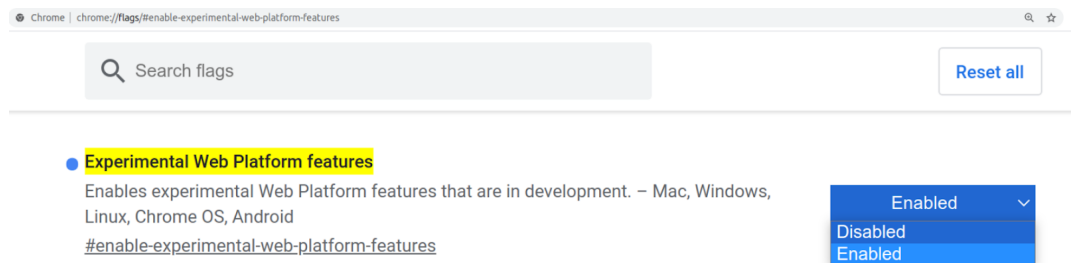 Chrome | chrome://flags/#enable-experimental-web-platform-features
Search flags
Reset all
Experimental Web Platform features
Enables experimental Web Platform features that are in development. – Mac, Windows,
Linux, Chrome OS, Android
#enable-experimental-web-platform-features
Enabled
Disabled
Enabled